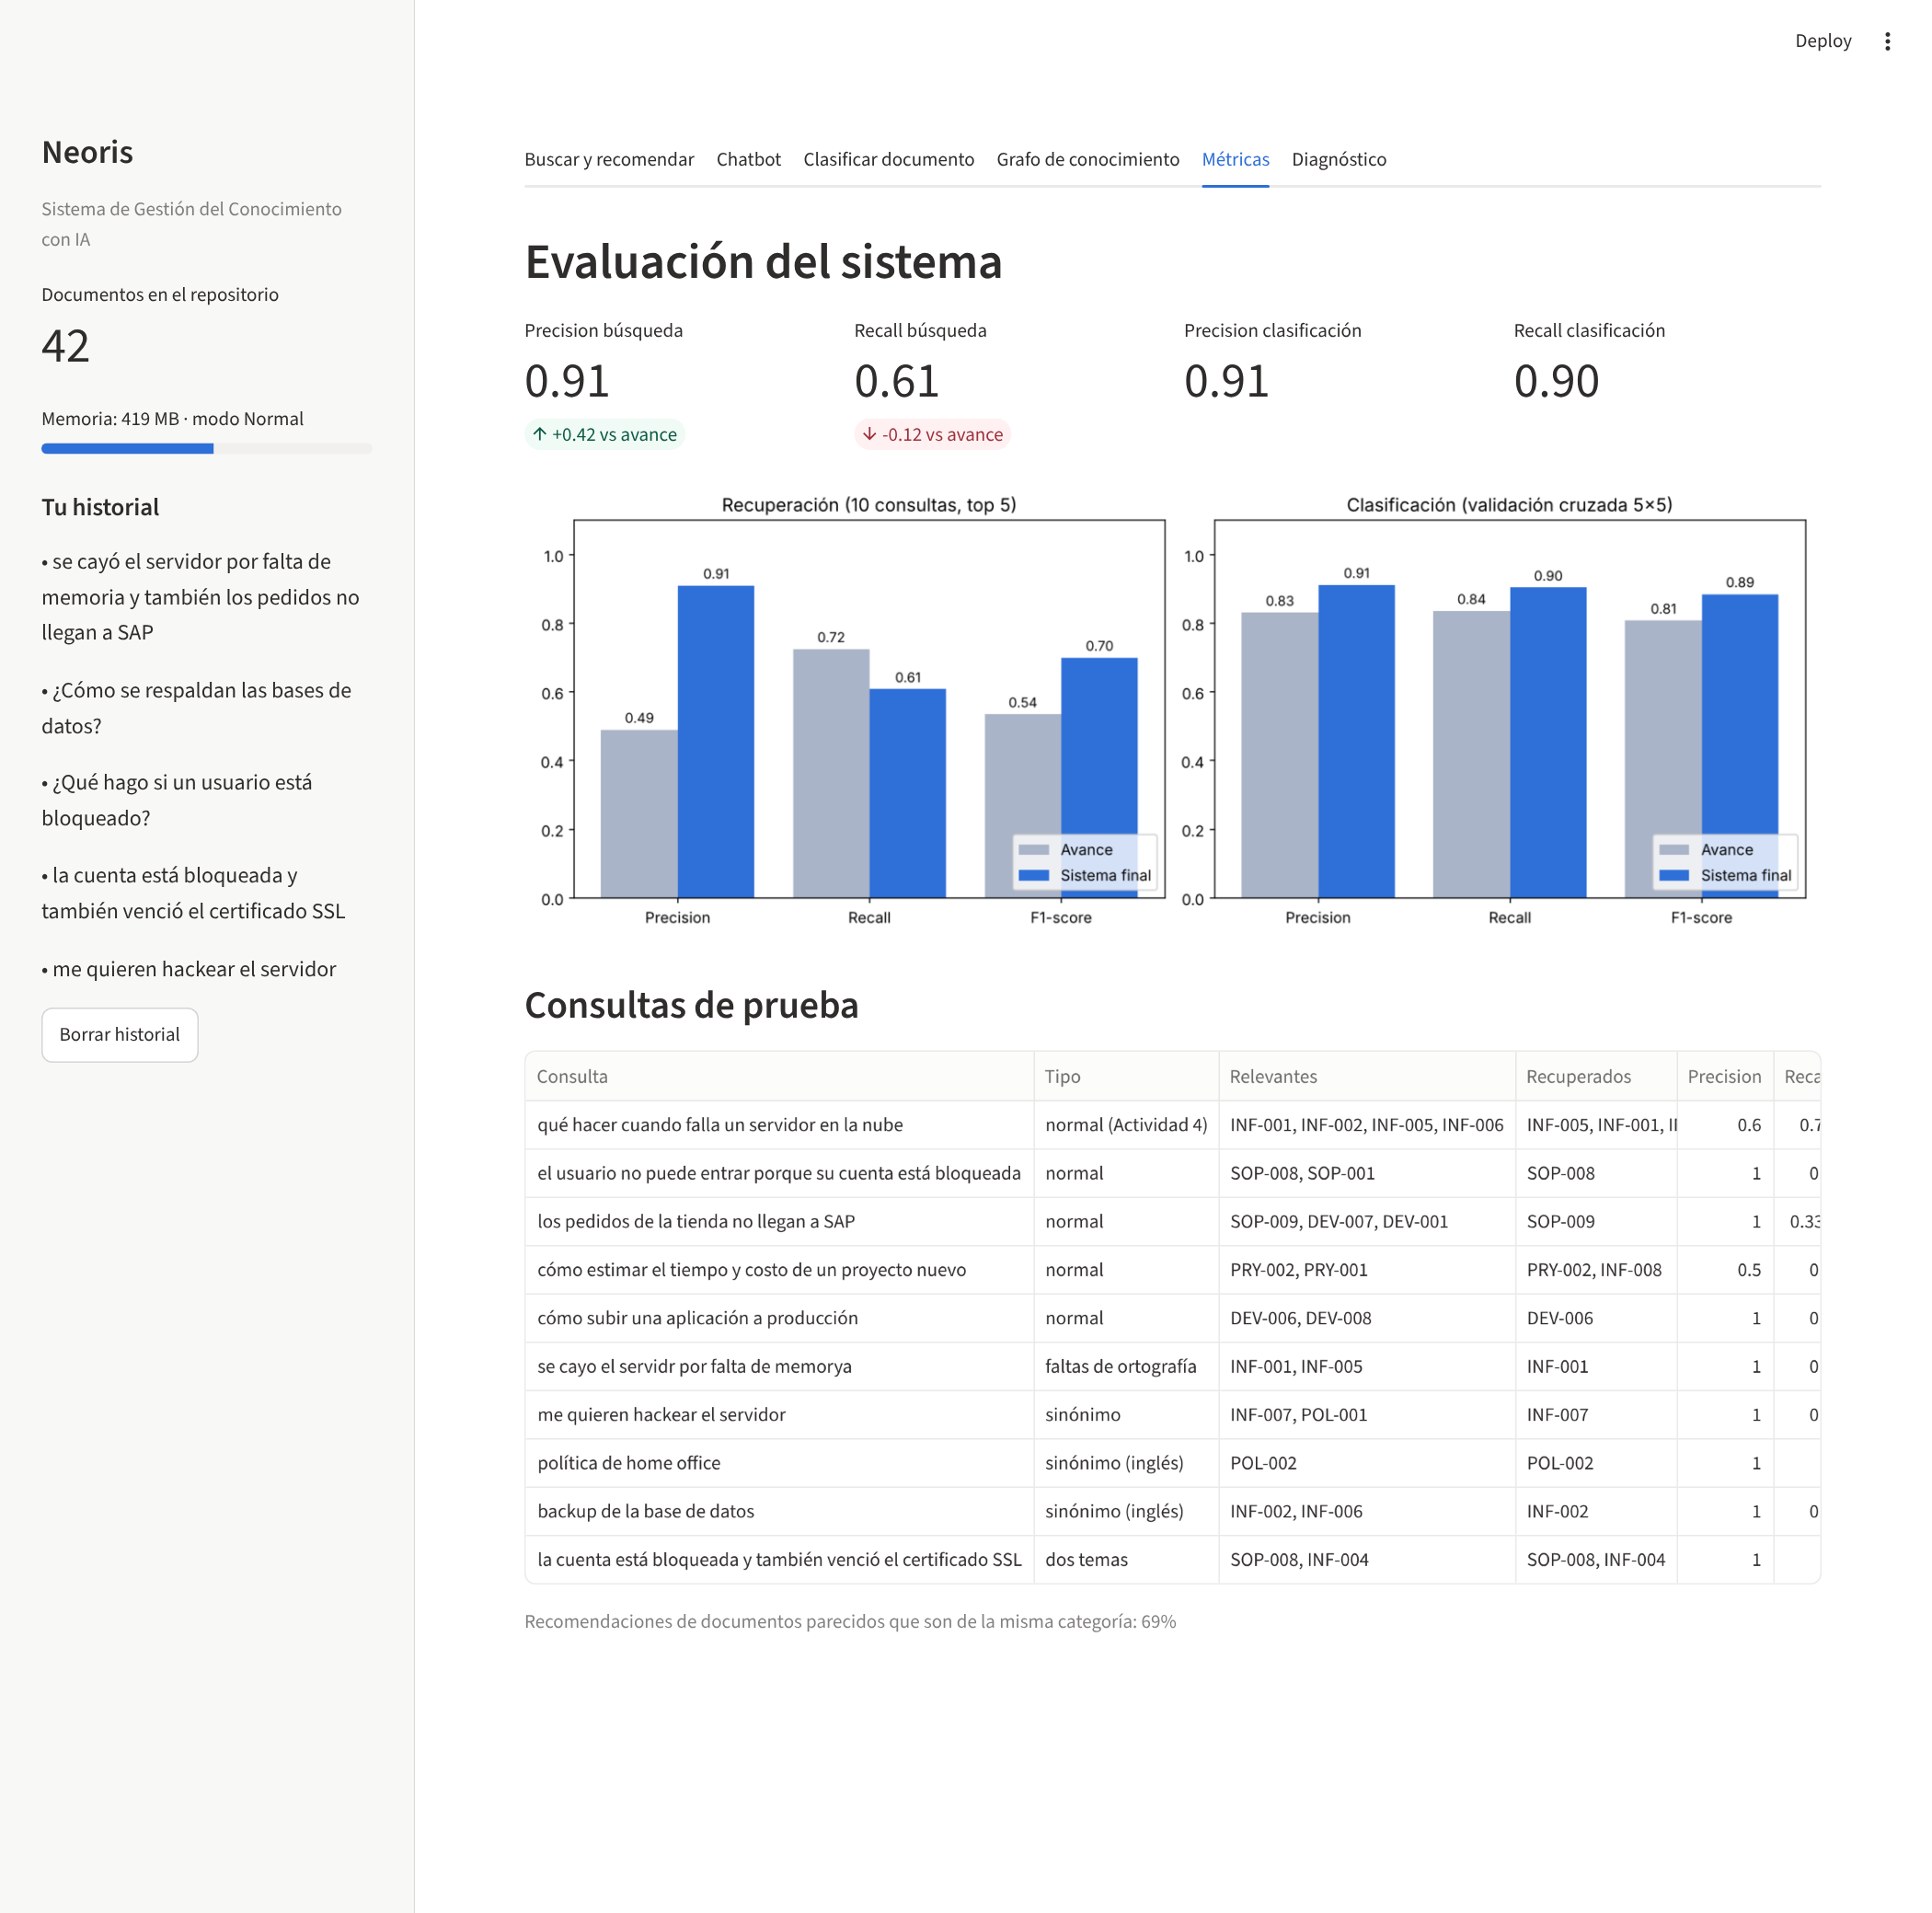 Deploy
Neoris
Sistema de Gestión del Conocimiento
con IA
Documentos en el repositorio
42
Memoria: 419 MB · modo Normal
Tu historial
• se cayó el servidor por falta de
memoria y también los pedidos no
llegan a SAP
• ¿Cómo se respaldan las bases de
datos?
• ¿Qué hago si un usuario está
bloqueado?
• la cuenta está bloqueada y
también venció el certificado SSL
• me quieren hackear el servidor
Borrar historial
Buscar y recomendar Chatbot Clasificar documento Grafo de conocimiento Métricas Diagnóstico
Evaluación del sistema
Precision búsqueda Recall búsqueda Precision clasificación Recall clasificación
0.91 0.61 0.91 0.90
↑ +0.42 vs avance ↓ -0.12 vs avance
Recuperación (10 consultas, top 5)
1.0
0.8
0.6
0.4
0.2
0.0
0.49 0.91 0.72 0.61 0.54 0.70
Avance
Sistema final
Precision Recall F1-score
Clasificación (validación cruzada 5×5)
1.0
0.8
0.6
0.4
0.2
0.0
0.83 0.91 0.84 0.90 0.81 0.89
Avance
Sistema final
Precision Recall F1-score
Consultas de prueba
Consulta Tipo Relevantes Recuperados Precision Reca
qué hacer cuando falla un servidor en la nube normal (Actividad 4) INF-001, INF-002, INF-005, INF-006 INF-005, INF-001, 0.6 0.7
el usuario no puede entrar porque su cuenta está bloqueada normal SOP-008, SOP-001 SOP-008 1 0
los pedidos de la tienda no llegan a SAP normal SOP-009, DEV-007, DEV-001 SOP-009 1 0.33
cómo estimar el tiempo y costo de un proyecto nuevo normal PRY-002, PRY-001 PRY-002, INF-008 0.5 0
cómo subir una aplicación a producción normal DEV-006, DEV-008 DEV-006 1 0
se cayo el servidr por falta de memorya faltas de ortografía INF-001, INF-005 INF-001 1 0
me quieren hackear el servidor sinónimo INF-007, POL-001 INF-007 1 0
política de home office sinónimo (inglés) POL-002 POL-002 1
backup de la base de datos sinónimo (inglés) INF-002, INF-006 INF-002 1 0
la cuenta está bloqueada y también venció el certificado SSL dos temas SOP-008, INF-004 SOP-008, INF-004 1
Recomendaciones de documentos parecidos que son de la misma categoría: 69%